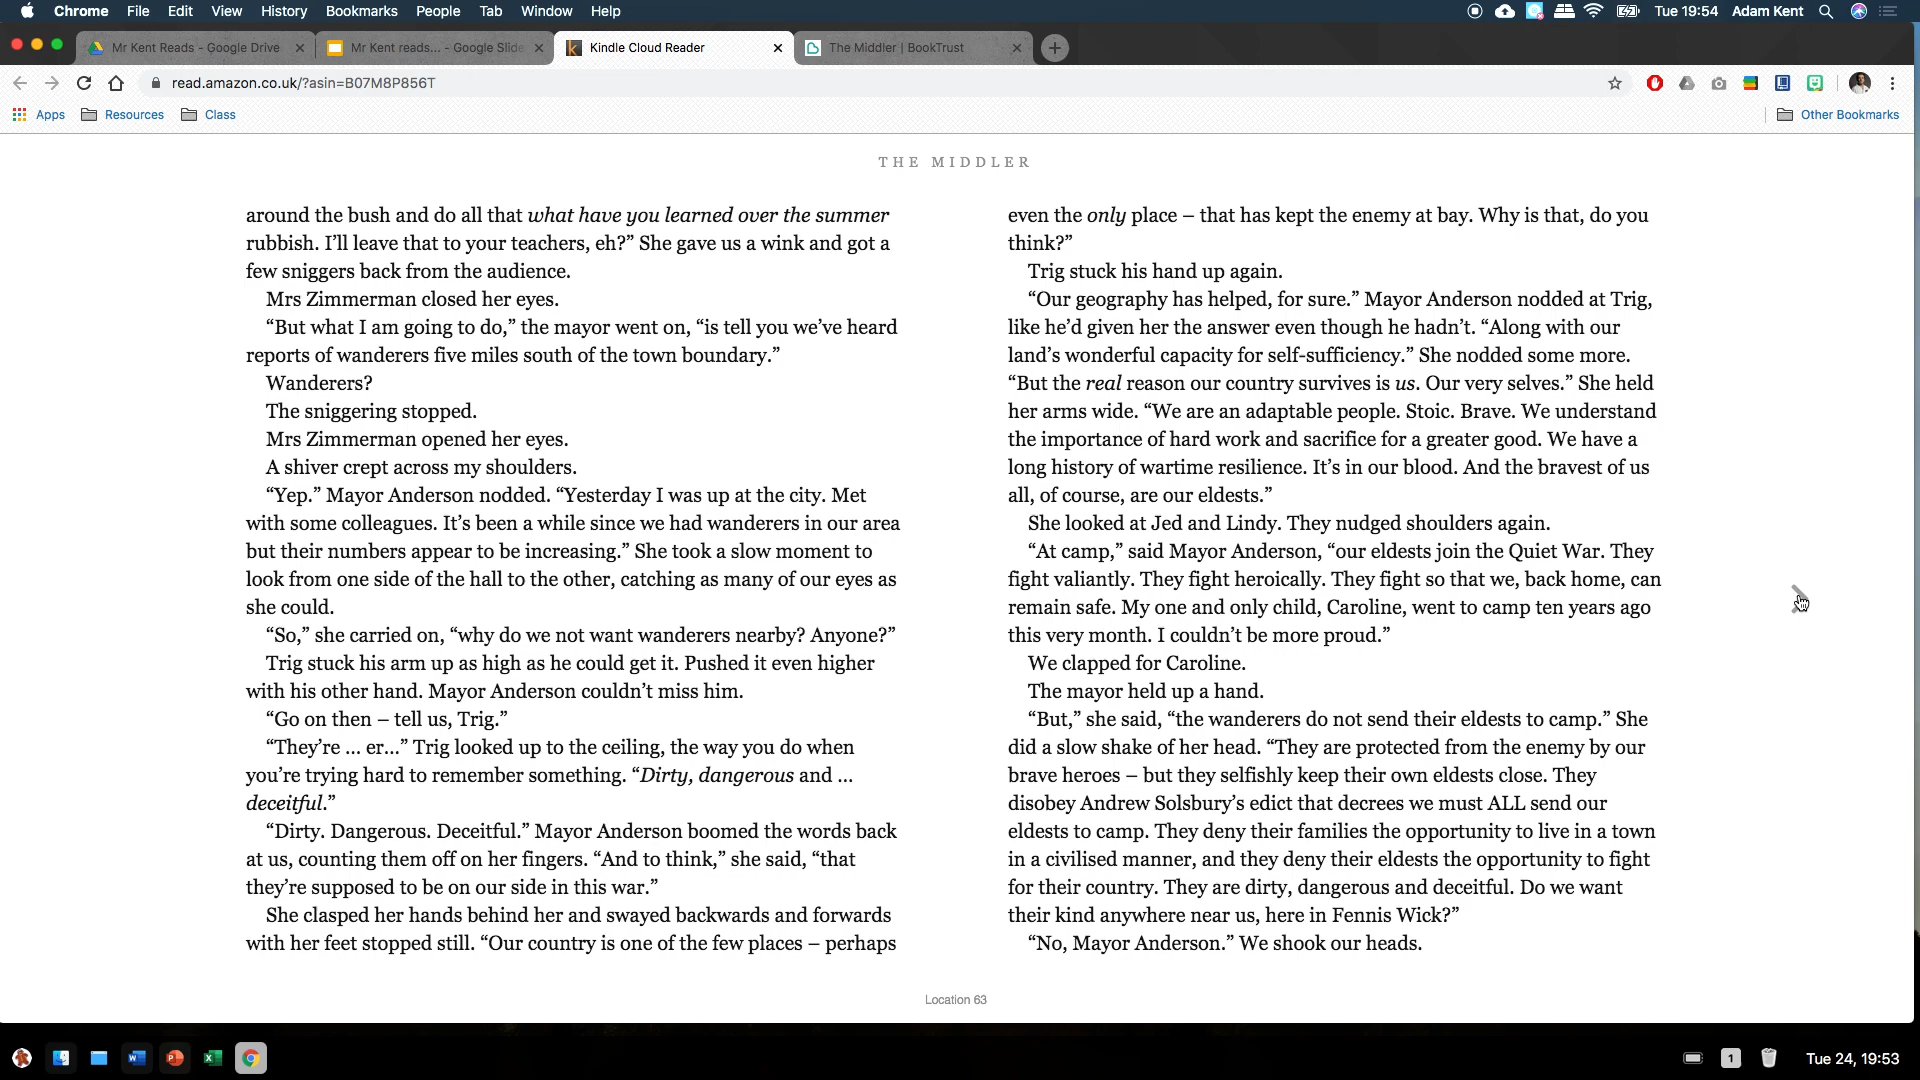 Chrome File Edit View History Bookmarks People Tab Window Help
Tue 19:54 Adam Kent
Mr Kent Reads - Google Drive
Mr Kent reads... - Google Slide
Kindle Cloud Reader
The Middler | BookTrust
read.amazon.co.uk/?asin=B07M8P856T
Apps Resources Class
Other Bookmarks
THE MIDDLER
around the bush and do all that what have you learned over the summer
rubbish. I’ll leave that to your teachers, eh?” She gave us a wink and got a
few sniggers back from the audience.
Mrs Zimmerman closed her eyes.
“But what I am going to do,” the mayor went on, “is tell you we’ve heard
reports of wanderers five miles south of the town boundary.”
Wanderers?
The sniggering stopped.
Mrs Zimmerman opened her eyes.
A shiver crept across my shoulders.
“Yep.” Mayor Anderson nodded. “Yesterday I was up at the city. Met
with some colleagues. It’s been a while since we had wanderers in our area
but their numbers appear to be increasing.” She took a slow moment to
look from one side of the hall to the other, catching as many of our eyes as
she could.
“So,” she carried on, “why do we not want wanderers nearby? Anyone?”
Trig stuck his arm up as high as he could get it. Pushed it even higher
with his other hand. Mayor Anderson couldn’t miss him.
“Go on then – tell us, Trig.”
“They’re ... er...” Trig looked up to the ceiling, the way you do when
you’re trying hard to remember something. “Dirty, dangerous and ...
deceitful.”
“Dirty. Dangerous. Deceitful.” Mayor Anderson boomed the words back
at us, counting them off on her fingers. “And to think,” she said, “that
they’re supposed to be on our side in this war.”
She clasped her hands behind her and swayed backwards and forwards
with her feet stopped still. “Our country is one of the few places – perhaps
even the only place – that has kept the enemy at bay. Why is that, do you
think?”
Trig stuck his hand up again.
“Our geography has helped, for sure.” Mayor Anderson nodded at Trig,
like he’d given her the answer even though he hadn’t. “Along with our
land’s wonderful capacity for self-sufficiency.” She nodded some more.
“But the real reason our country survives is us. Our very selves.” She held
her arms wide. “We are an adaptable people. Stoic. Brave. We understand
the importance of hard work and sacrifice for a greater good. We have a
long history of wartime resilience. It’s in our blood. And the bravest of us
all, of course, are our eldests.”
She looked at Jed and Lindy. They nudged shoulders again.
“At camp,” said Mayor Anderson, “our eldests join the Quiet War. They
fight valiantly. They fight heroically. They fight so that we, back home, can
remain safe. My one and only child, Caroline, went to camp ten years ago
this very month. I couldn’t be more proud.”
We clapped for Caroline.
The mayor held up a hand.
“But,” she said, “the wanderers do not send their eldests to camp.” She
did a slow shake of her head. “They are protected from the enemy by our
brave heroes – but they selfishly keep their own eldests close. They
disobey Andrew Solsbury’s edict that decrees we must ALL send our
eldests to camp. They deny their families the opportunity to live in a town
in a civilised manner, and they deny their eldests the opportunity to fight
for their country. They are dirty, dangerous and deceitful. Do we want
their kind anywhere near us, here in Fennis Wick?”
“No, Mayor Anderson.” We shook our heads.
Location 63
1
Tue 24, 19:53